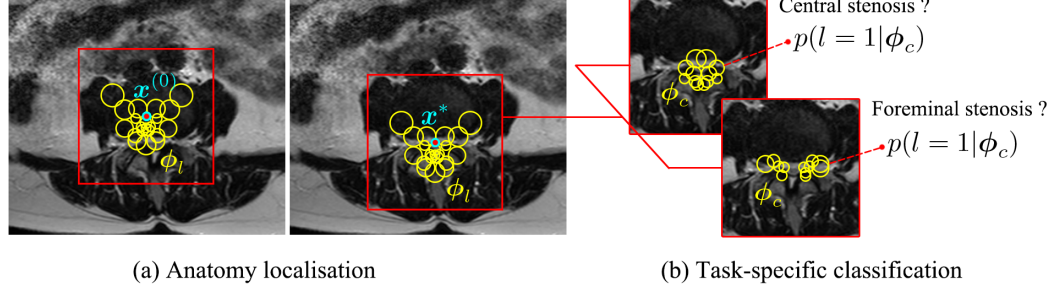 Central stenosis ?
p(l = 1|ϕ_c)
x^(0)
ϕ_l
x*
ϕ_l
ϕ_c
Foreminal stenosis ?
p(l = 1|ϕ_c)
ϕ_c
(a) Anatomy localisation
(b) Task-specific classification